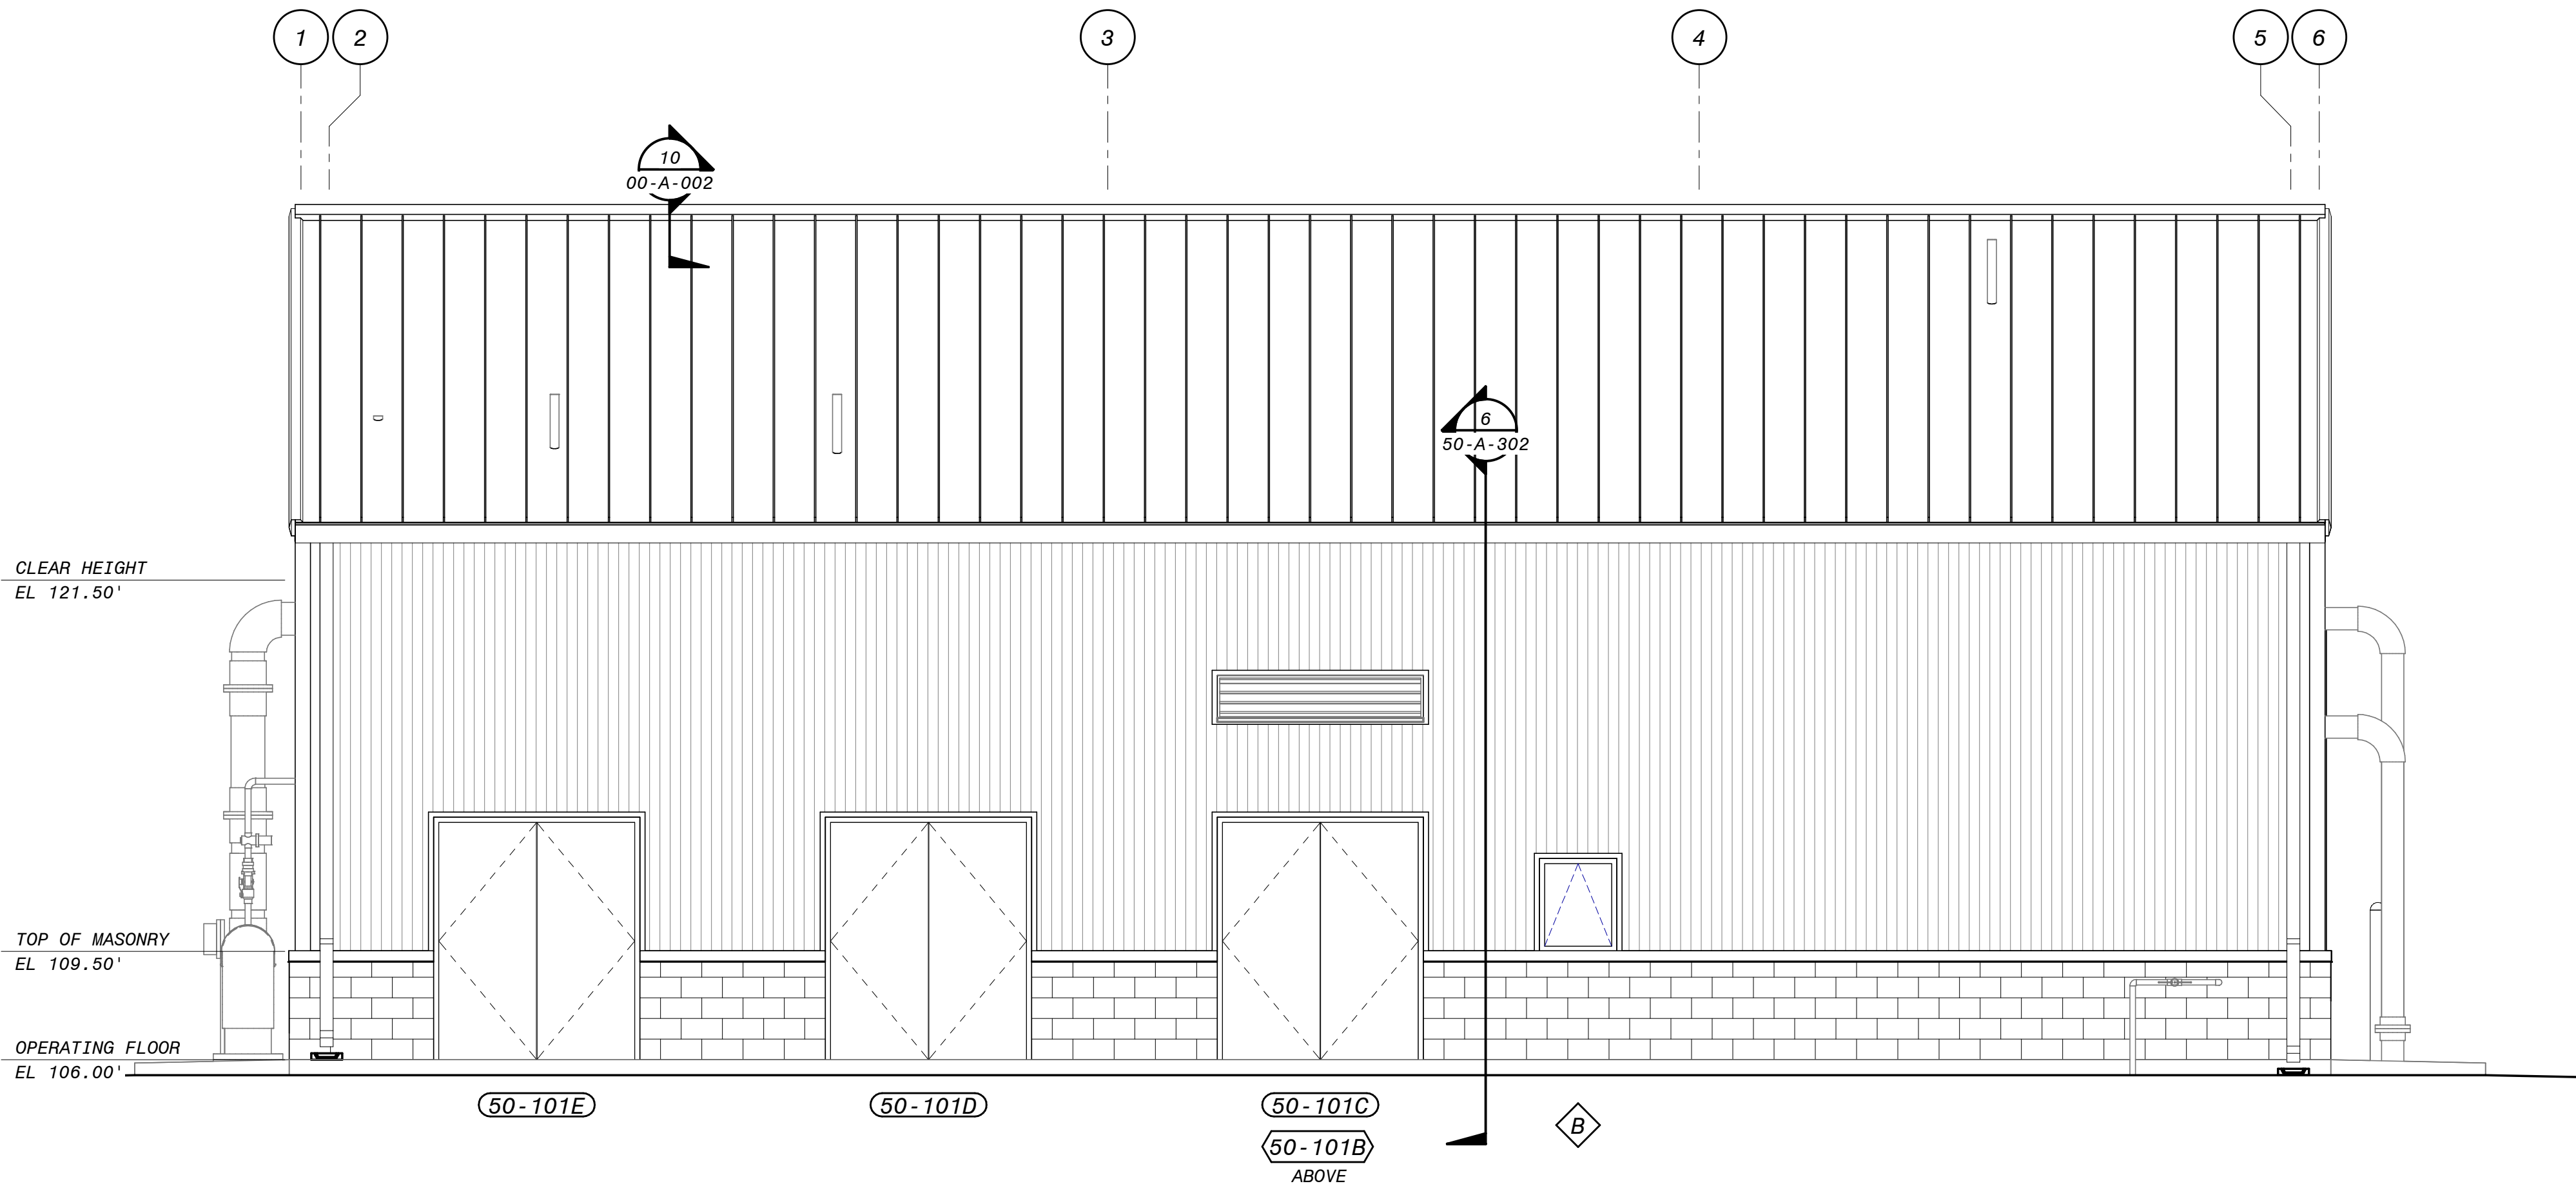 1
2
3
4
5
6
10
00-A-002
6
50-A-302
CLEAR HEIGHT
EL 121.50'
TOP OF MASONRY
EL 109.50'
OPERATING FLOOR
EL 106.00'
50-101E
50-101D
50-101C
50-101B
ABOVE
B